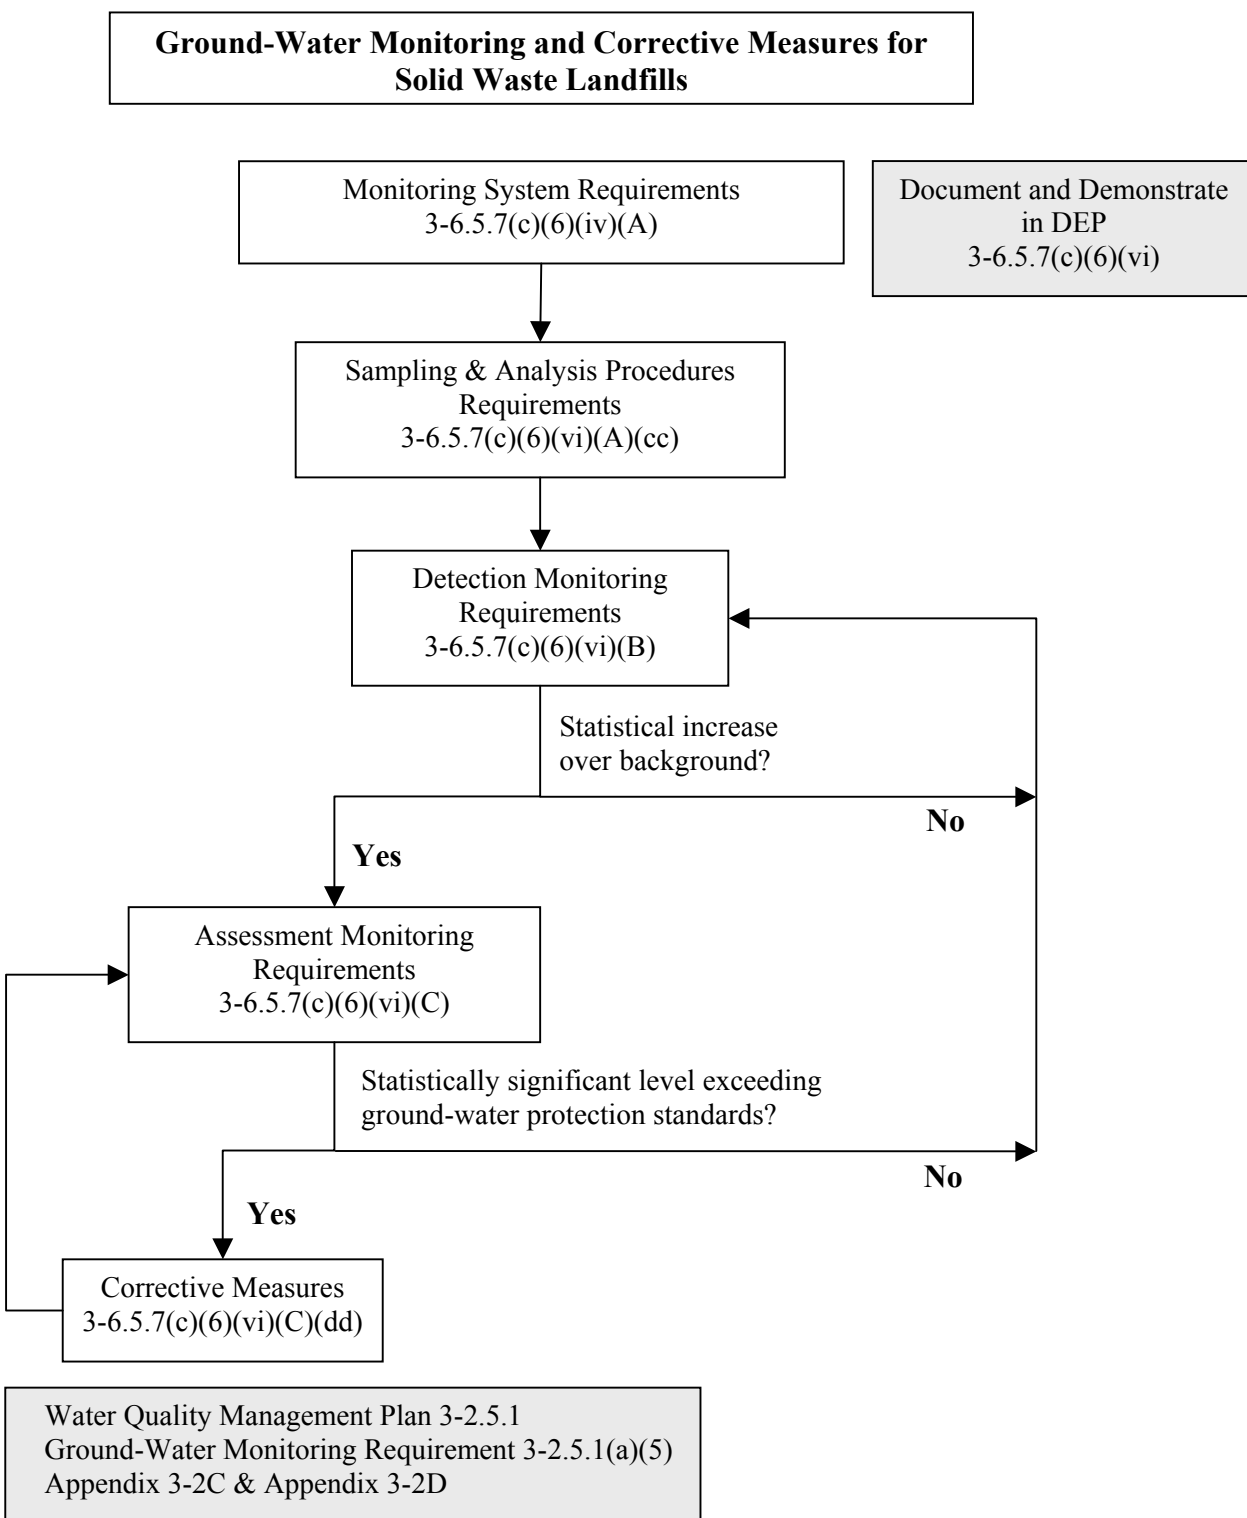 Ground-Water Monitoring and Corrective Measures for
Solid Waste Landfills
Monitoring System Requirements
3-6.5.7(c)(6)(iv)(A)
Document and Demonstrate
in DEP
3-6.5.7(c)(6)(vi)
Sampling & Analysis Procedures
Requirements
3-6.5.7(c)(6)(vi)(A)(cc)
Detection Monitoring
Requirements
3-6.5.7(c)(6)(vi)(B)
Statistical increase
over background?
No
Yes
Assessment Monitoring
Requirements
3-6.5.7(c)(6)(vi)(C)
Statistically significant level exceeding
ground-water protection standards?
No
Yes
Corrective Measures
3-6.5.7(c)(6)(vi)(C)(dd)
Water Quality Management Plan 3-2.5.1
Ground-Water Monitoring Requirement 3-2.5.1(a)(5)
Appendix 3-2C & Appendix 3-2D